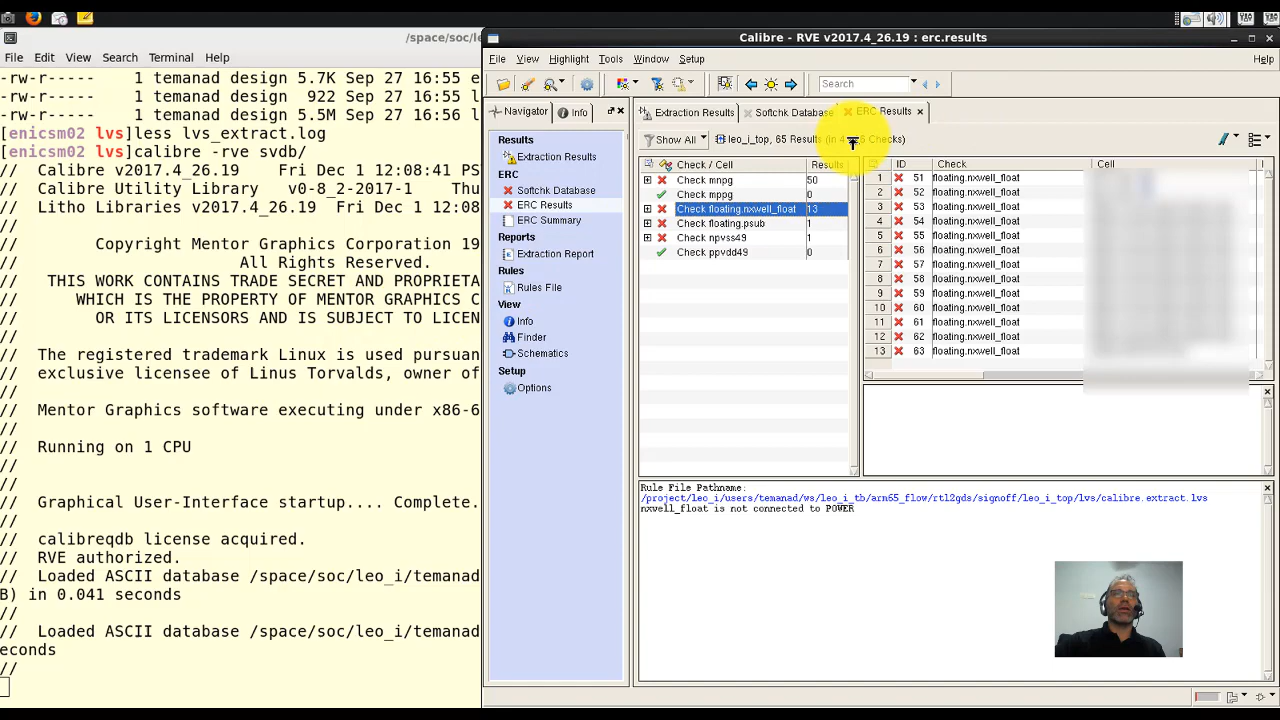 /space/soc/le
File Edit View Search Terminal Help
-rw-r----- 1 temanad design 5.7K Sep 27 16:55 e
-rw-r----- 1 temanad design 922 Sep 27 16:55 l
-rw-r----- 1 temanad design 5.5M Sep 27 16:56 l
[enicsm02 lvs]less lvs_extract.log
[enicsm02 lvs]calibre -rve svdb/
// Calibre v2017.4_26.19 Fri Dec 1 12:08:41 PS
// Calibre Utility Library v0-8_2-2017-1 Thu
// Litho Libraries v2017.4_26.19 Fri Dec 1 12:08
//
// Copyright Mentor Graphics Corporation 19
// All Rights Reserved.
// THIS WORK CONTAINS TRADE SECRET AND PROPRIETA
// WHICH IS THE PROPERTY OF MENTOR GRAPHICS C
// OR ITS LICENSORS AND IS SUBJECT TO LICEN
//
// The registered trademark Linux is used pursuan
// exclusive licensee of Linus Torvalds, owner of
//
// Mentor Graphics software executing under x86-6
//
// Running on 1 CPU
//
//
// Graphical User-Interface startup.... Complete.
//
// calibreqdb license acquired.
// RVE authorized.
// Loaded ASCII database /space/soc/leo_i/temanad
B) in 0.041 seconds
//
// Loaded ASCII database /space/soc/leo_i/temanad
econds
//
Calibre - RVE v2017.4_26.19 : erc.results
File View Highlight Tools Window Setup Help
Search
Navigator Info
Results
Extraction Results
ERC
Softchk Database
ERC Results
ERC Summary
Reports
Extraction Report
Rules
Rules File
View
Info
Finder
Schematics
Setup
Options
Extraction Results Softchk Database ERC Results
Show All leo_i_top, 65 Results (in 4 Checks)
Check / Cell Results
Check mnpg 50
Check mppg 0
Check floating.nxwell_float 13
Check floating.psub 1
Check npvss49 1
Check ppvdd49 0
ID Check Cell
1 51 floating.nxwell_float
2 52 floating.nxwell_float
3 53 floating.nxwell_float
4 54 floating.nxwell_float
5 55 floating.nxwell_float
6 56 floating.nxwell_float
7 57 floating.nxwell_float
8 58 floating.nxwell_float
9 59 floating.nxwell_float
10 60 floating.nxwell_float
11 61 floating.nxwell_float
12 62 floating.nxwell_float
13 63 floating.nxwell_float
Rule File Pathname:
/project/leo_i/users/temanad/ws/leo_i_tb/arm65_flow/rtl2gds/signoff/leo_i_top/lvs/calibre.extract.lvs
nxwell_float is not connected to POWER